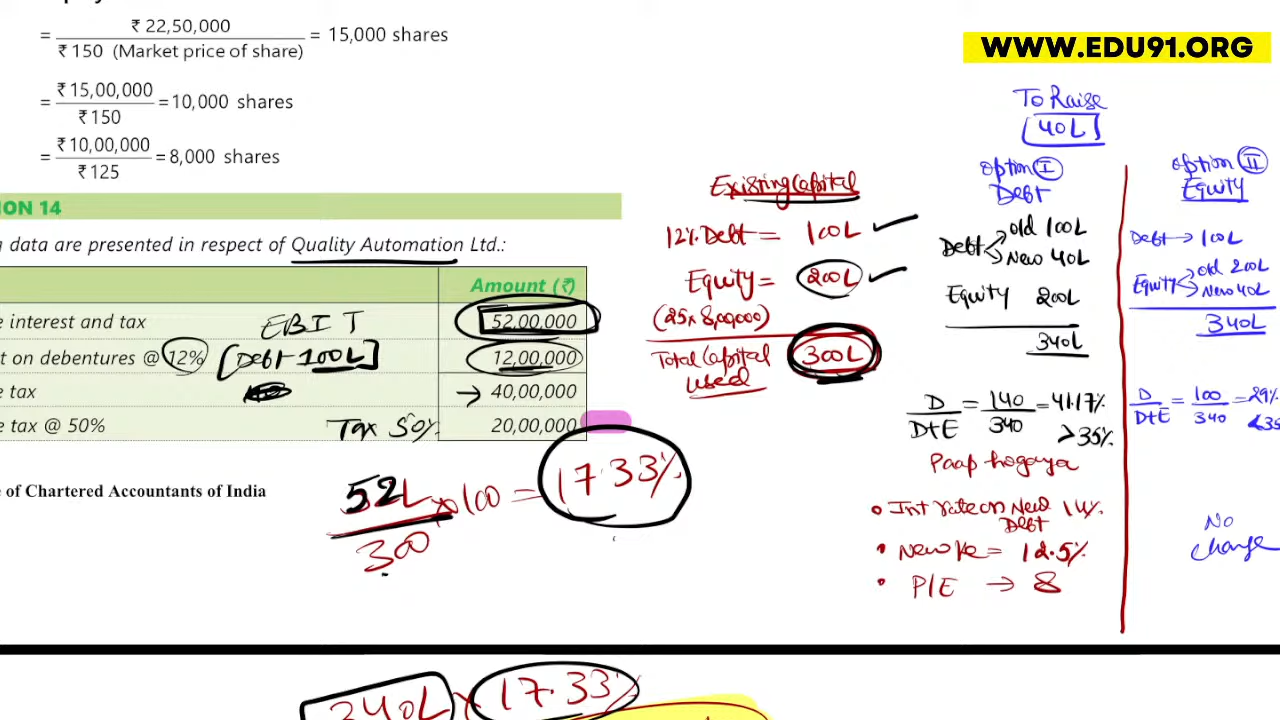 = ₹ 22,50,000 / ₹ 150 (Market price of share) = 15,000 shares
= ₹ 15,00,000 / ₹ 150 = 10,000 shares
= ₹ 10,00,000 / ₹ 125 = 8,000 shares
ION 14
g data are presented in respect of Quality Automation Ltd.:
Amount (₹)
e interest and tax EBIT 52,00,000
t on debentures @ 12% [Debt - 100L] 12,00,000
e tax → 40,00,000
e tax @ 50% Tax 50% 20,00,000
e of Chartered Accountants of India
52L / 300 × 100 = 17.33%
340L × 17.33%
WWW.EDU91.ORG
Existing Capital
12% Debt = 100L
Equity = 200L
(25 × 8,00,000)
Total Capital used 300L
To Raise
40L
Option I
Debt
Debt
old 100L
New 40L
Equity 200L
340L
D / D+E = 140 / 340 = 41.17%
> 35%
Paap hogaya
• Int rate on New Debt 14%
• New Ke = 12.5%
• P/E → 8
Option II
Equity
Debt → 100L
Equity
old 200L
New 40L
340L
D / D+E = 100 / 340 = 29%
< 35
No
change